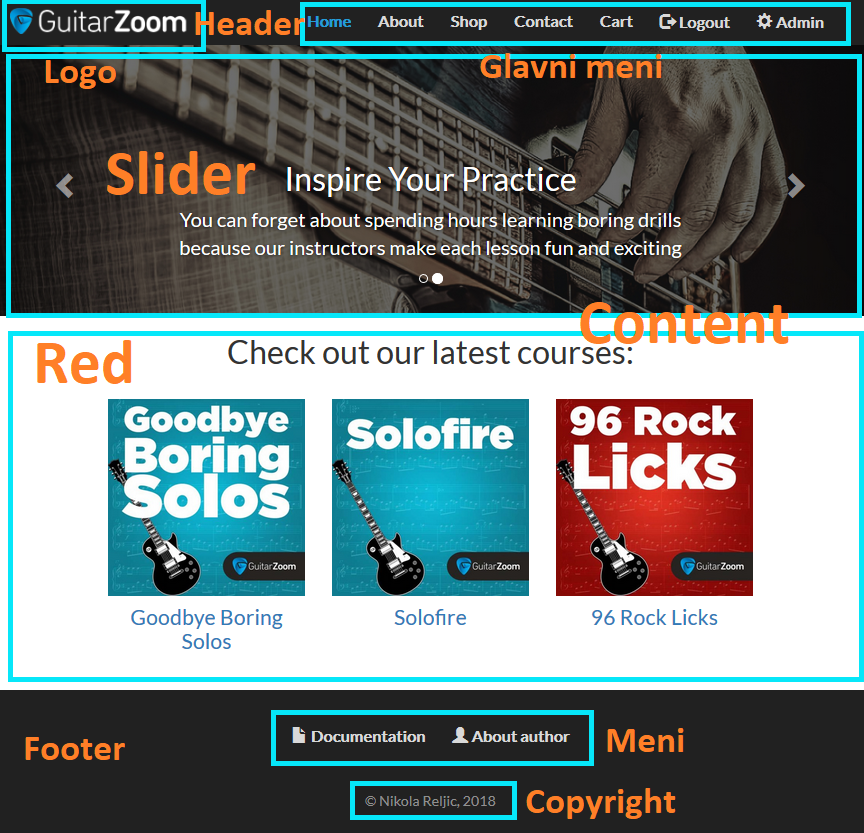 GuitarZoom Header Home About Shop Contact Cart Logout Admin
Logo Glavni meni
Slider
Inspire Your Practice
You can forget about spending hours learning boring drills
because our instructors make each lesson fun and exciting
Content
Red
Check out our latest courses:
Goodbye
Boring
Solos
GuitarZoom
Solofire
GuitarZoom
96 Rock
Licks
GuitarZoom
Goodbye Boring
Solos
Solofire
96 Rock Licks
Footer
Documentation About author
Meni
© Nikola Reljic, 2018
Copyright